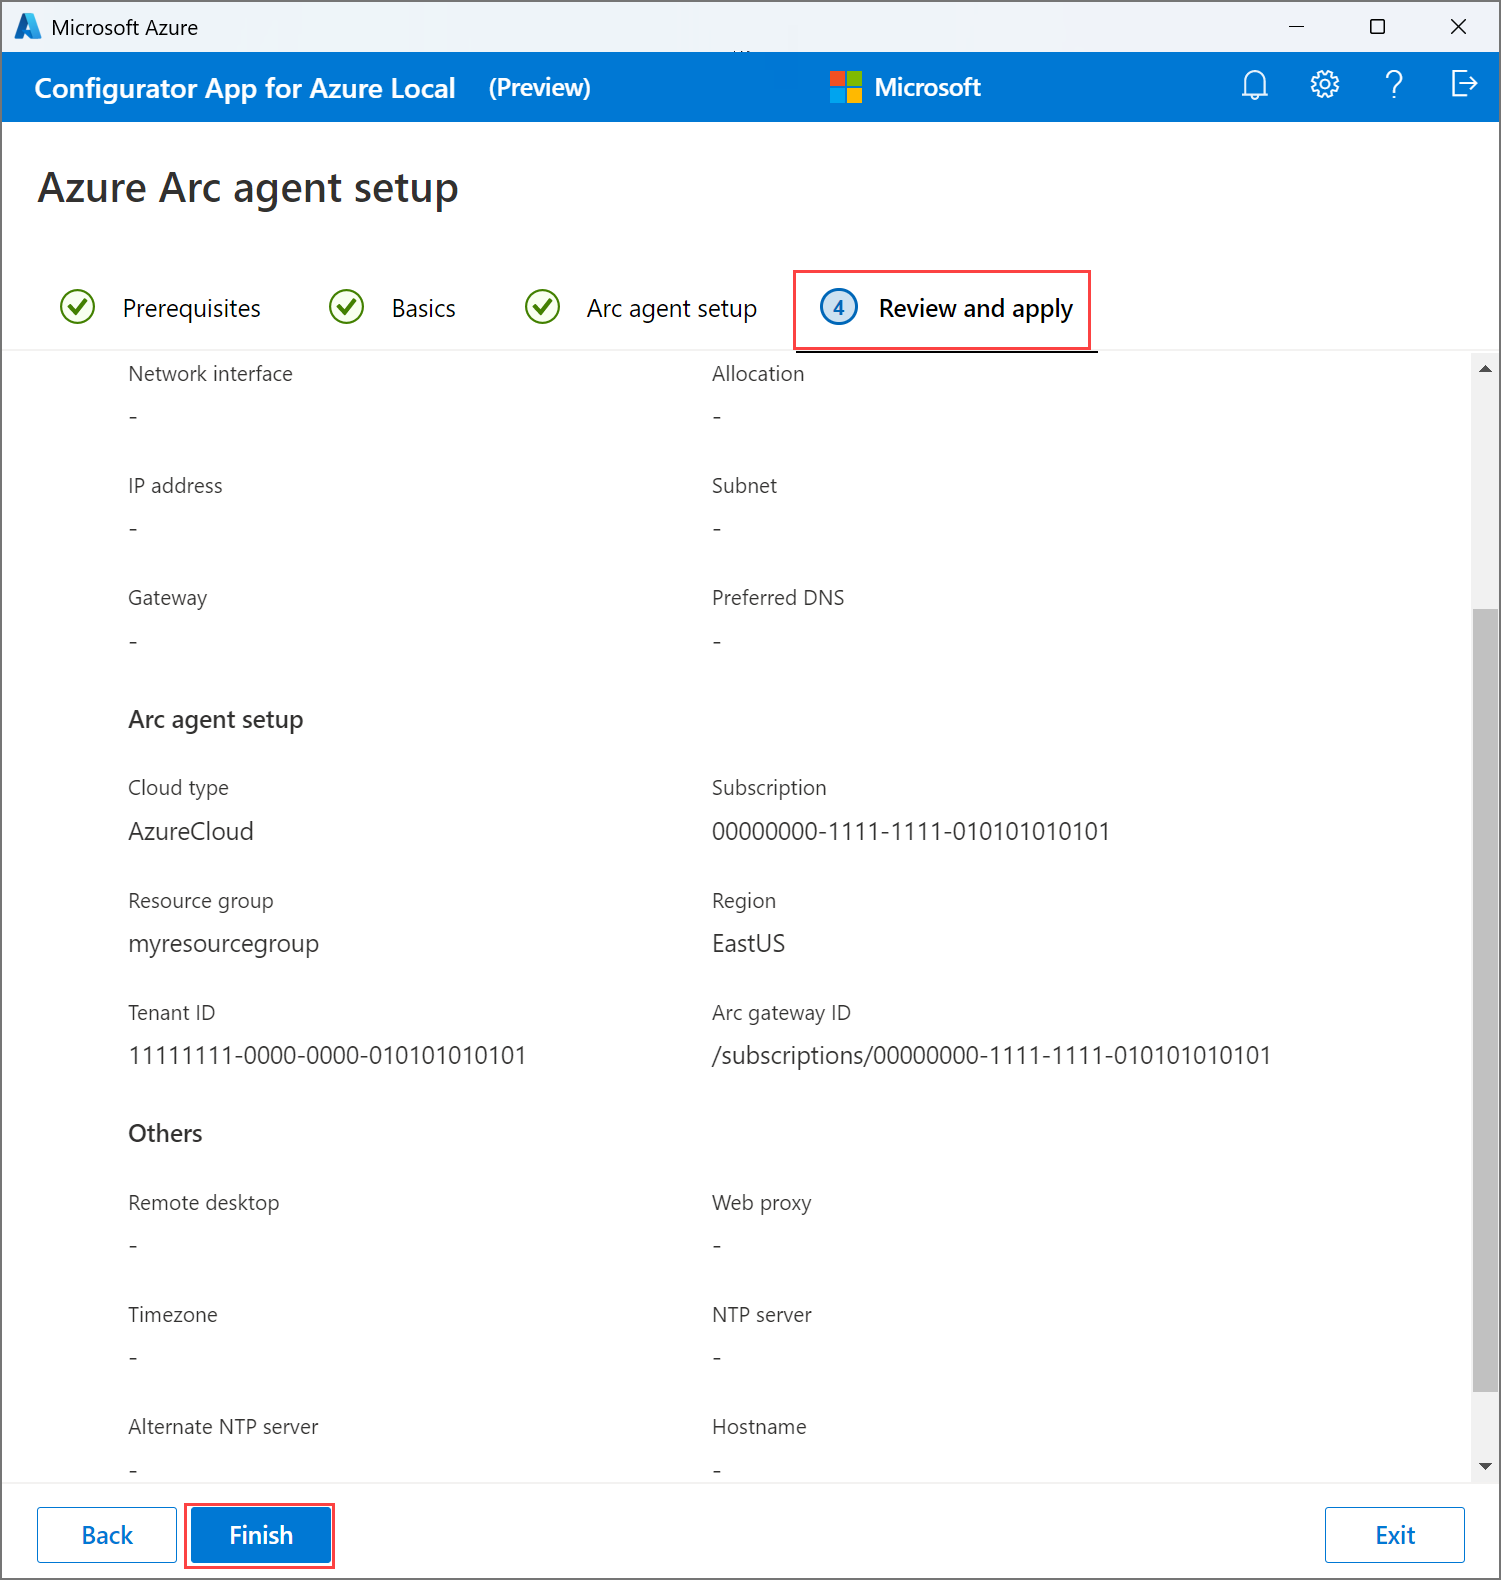 Microsoft Azure
Configurator App for Azure Local (Preview) Microsoft
Azure Arc agent setup
Prerequisites Basics Arc agent setup 4 Review and apply
Network interface Allocation
- -
IP address Subnet
- -
Gateway Preferred DNS
- -
Arc agent setup
Cloud type Subscription
AzureCloud 00000000-1111-1111-010101010101
Resource group Region
myresourcegroup EastUS
Tenant ID Arc gateway ID
11111111-0000-0000-010101010101 /subscriptions/00000000-1111-1111-010101010101
Others
Remote desktop Web proxy
- -
Timezone NTP server
- -
Alternate NTP server Hostname
- -
Back Finish Exit